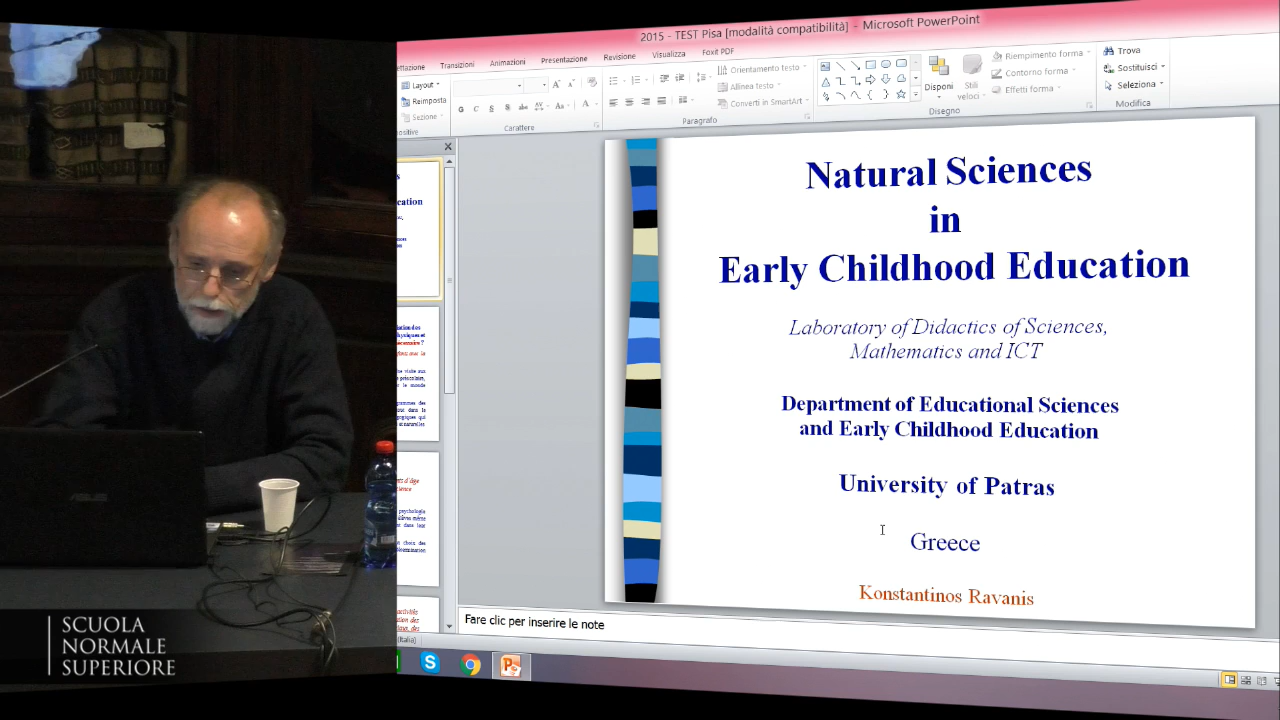 2015 - TEST Pisa [modalità compatibilità] - Microsoft PowerPoint
Transizioni Animazioni Presentazione Revisione Visualizza Foxit PDF
Layout
Reimposta
Sezione
Carattere
Paragrafo
Orientamento testo
Allinea testo
Converti in SmartArt
Disponi
Stili
veloci
Riempimento forma
Contorno forma
Effetti forma
Disegno
Trova
Sostituisci
Seleziona
Modifica
Natural Sciences
in
Early Childhood Education
Laboratory of Didactics of Sciences,
Mathematics and ICT
Department of Educational Sciences
and Early Childhood Education
University of Patras
Greece
Konstantinos Ravanis
Fare clic per inserire le note
(Italia)
SCUOLA
NORMALE
SUPERIORE